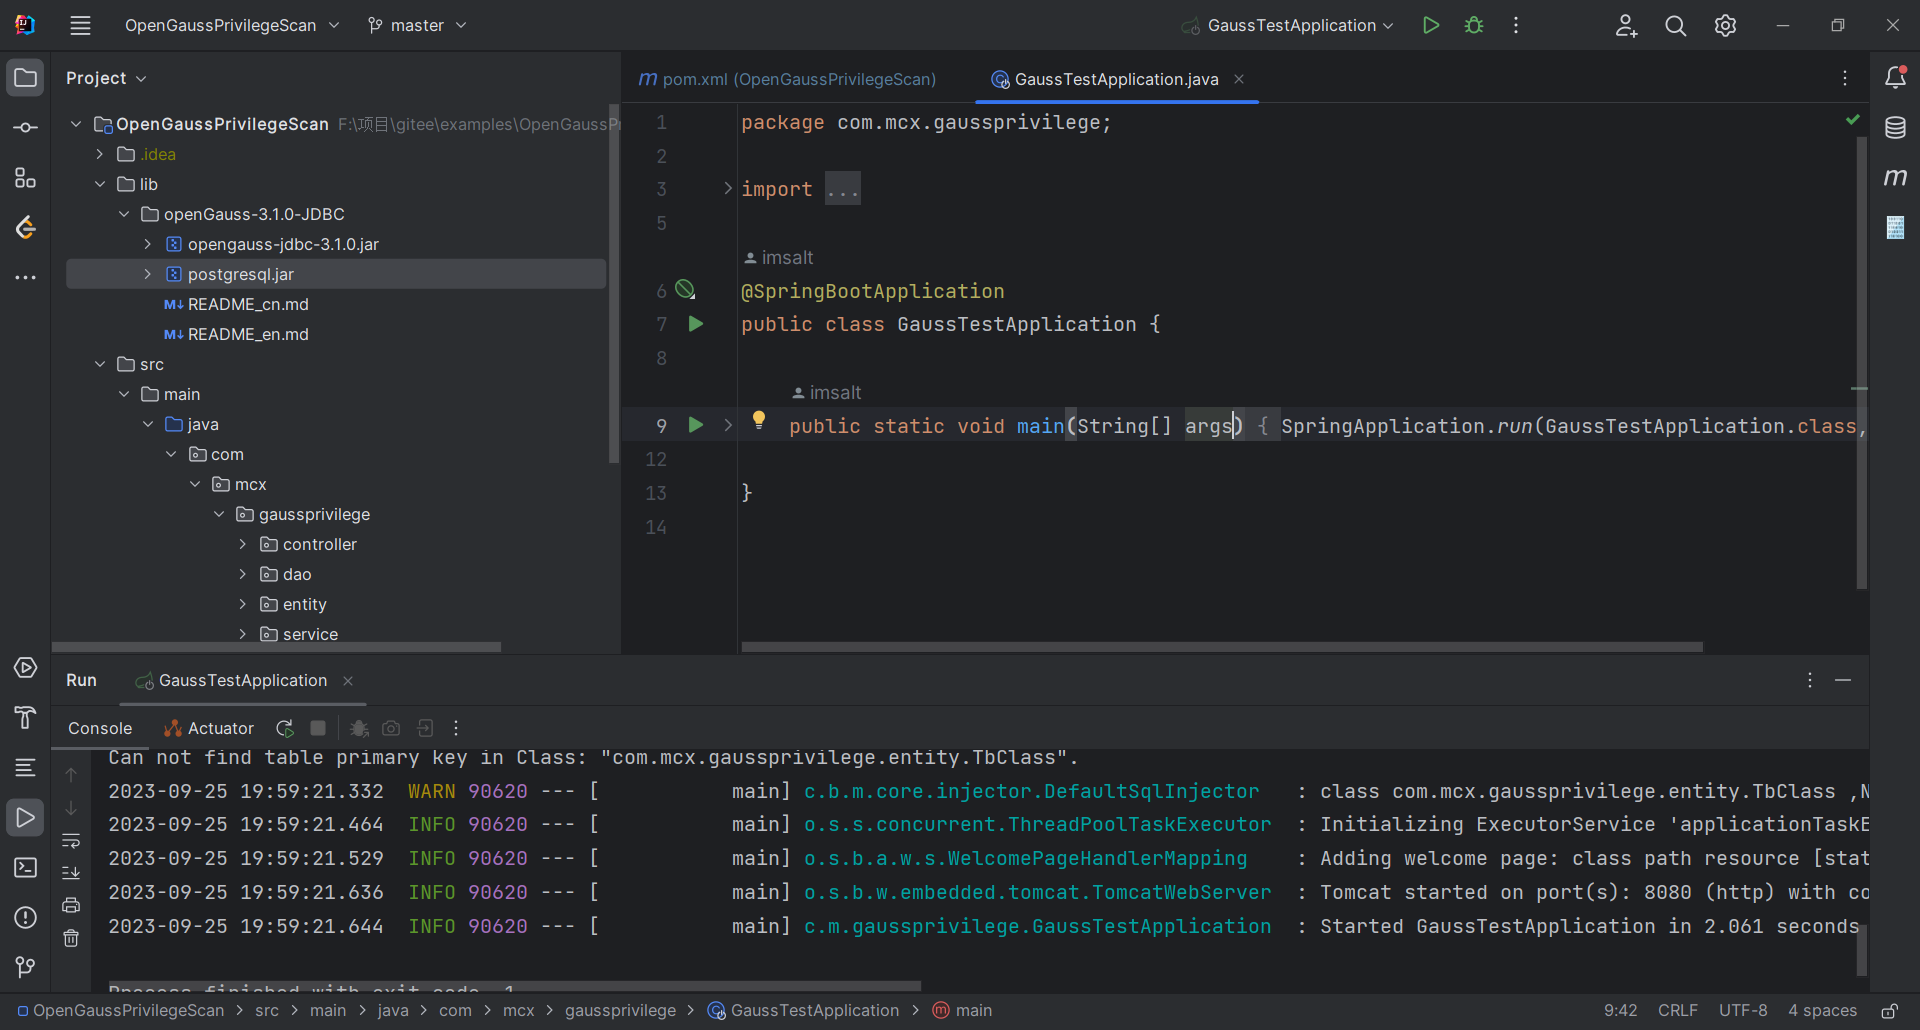 OpenGaussPrivilegeScan
master
GaussTestApplication
Project
OpenGaussPrivilegeScan F:\项目\gitee\examples\OpenGaussPr
.idea
lib
openGauss-3.1.0-JDBC
opengauss-jdbc-3.1.0.jar
postgresql.jar
M↓ README_cn.md
M↓ README_en.md
src
main
java
com
mcx
gaussprivilege
controller
dao
entity
service
m pom.xml (OpenGaussPrivilegeScan)
GaussTestApplication.java
1 package com.mcx.gaussprivilege;
2
3 import ...
5
imsalt
6 @SpringBootApplication
7 public class GaussTestApplication {
8
imsalt
9 public static void main(String[] args) { SpringApplication.run(GaussTestApplication.class,
12
13 }
14
m
Run
GaussTestApplication
Console
Actuator
Can not find table primary key in Class: "com.mcx.gaussprivilege.entity.TbClass".
2023-09-25 19:59:21.332  WARN 90620 --- [           main] c.b.m.core.injector.DefaultSqlInjector   : class com.mcx.gaussprivilege.entity.TbClass ,N
2023-09-25 19:59:21.464  INFO 90620 --- [           main] o.s.s.concurrent.ThreadPoolTaskExecutor  : Initializing ExecutorService 'applicationTaskE
2023-09-25 19:59:21.529  INFO 90620 --- [           main] o.s.b.a.w.s.WelcomePageHandlerMapping    : Adding welcome page: class path resource [stat
2023-09-25 19:59:21.636  INFO 90620 --- [           main] o.s.b.w.embedded.tomcat.TomcatWebServer  : Tomcat started on port(s): 8080 (http) with co
2023-09-25 19:59:21.644  INFO 90620 --- [           main] c.m.gaussprivilege.GaussTestApplication  : Started GaussTestApplication in 2.061 seconds
Process finished with exit code
OpenGaussPrivilegeScan > src > main > java > com > mcx > gaussprivilege > GaussTestApplication > m main
9:42 CRLF UTF-8 4 spaces